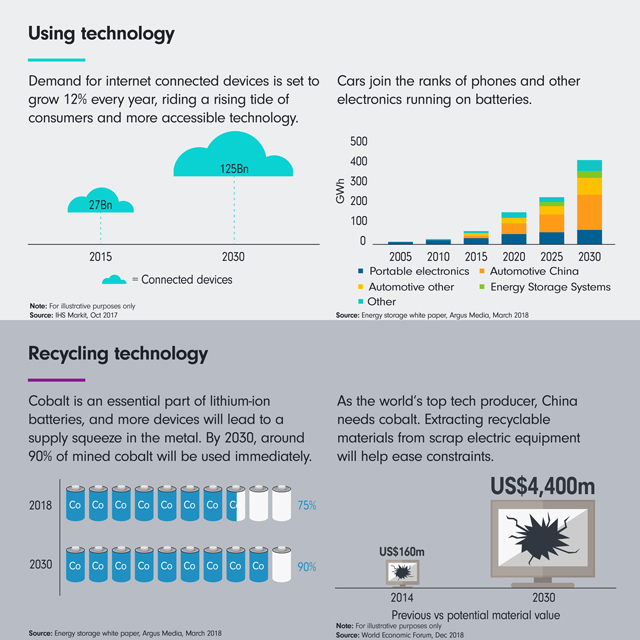 Using technology
Demand for internet connected devices is set to
grow 12% every year, riding a rising tide of
consumers and more accessible technology.
125Bn
27Bn
2015
2030
= Connected devices
Note: For illustrative purposes only
Source: IHS Markit, Oct 2017
Cars join the ranks of phones and other
electronics running on batteries.
GWh
500
400
300
200
100
0
2005 2010 2015 2020 2025 2030
Portable electronics
Automotive China
Automotive other
Energy Storage Systems
Other
Source: Energy storage white paper, Argus Media, March 2018
Recycling technology
Cobalt is an essential part of lithium-ion
batteries, and more devices will lead to a
supply squeeze in the metal. By 2030, around
90% of mined cobalt will be used immediately.
2018 Co Co Co Co Co Co Co Co 75%
2030 Co Co Co Co Co Co Co Co Co 90%
Source: Energy storage white paper, Argus Media, March 2018
As the world's top tech producer, China
needs cobalt. Extracting recyclable
materials from scrap electric equipment
will help ease constraints.
US$4,400m
US$160m
2014
2030
Previous vs potential material value
Note: For illustrative purposes only
Source: World Economic Forum, Dec 2018